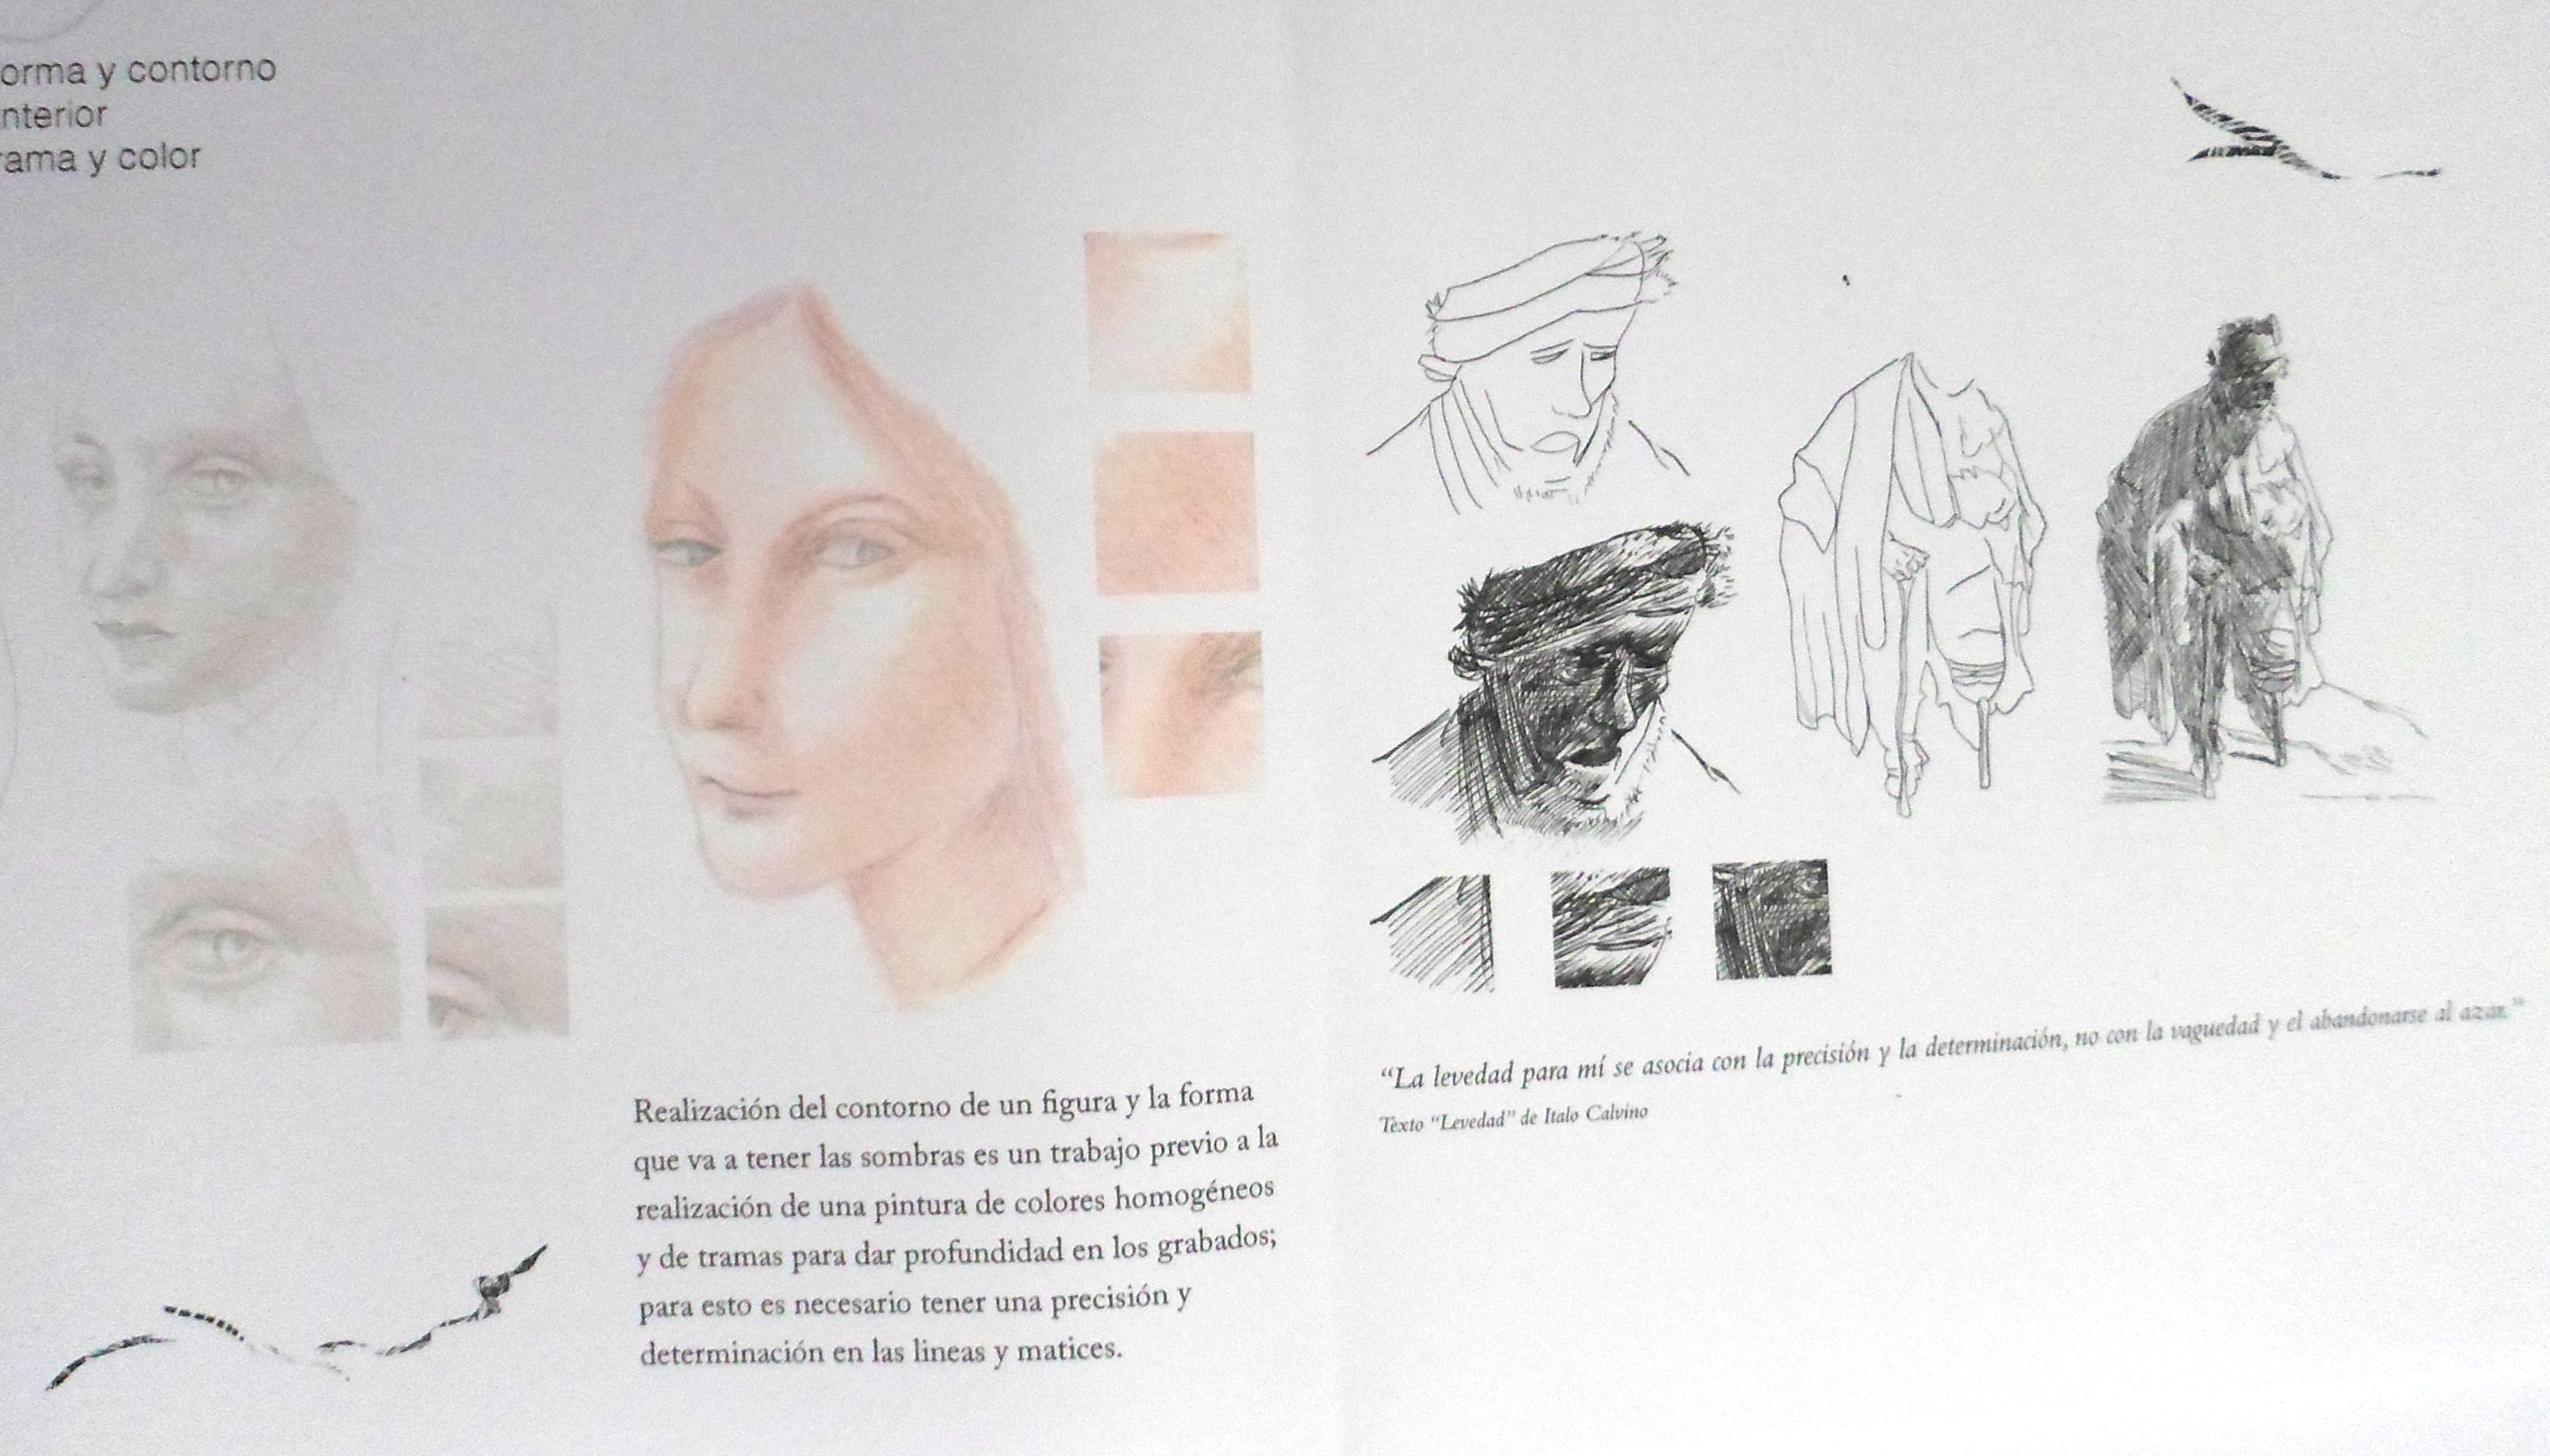 orma y contorno
nterior
rama y color
Realización del contorno de un figura y la forma
que va a tener las sombras es un trabajo previo a la
realización de una pintura de colores homogéneos
y de tramas para dar profundidad en los grabados;
para esto es necesario tener una precisión y
determinación en las lineas y matices.
“La levedad para mí se asocia con la precisión y la determinación, no con la vaguedad y el abandonarse al azar.”
Texto “Levedad” de Italo Calvino